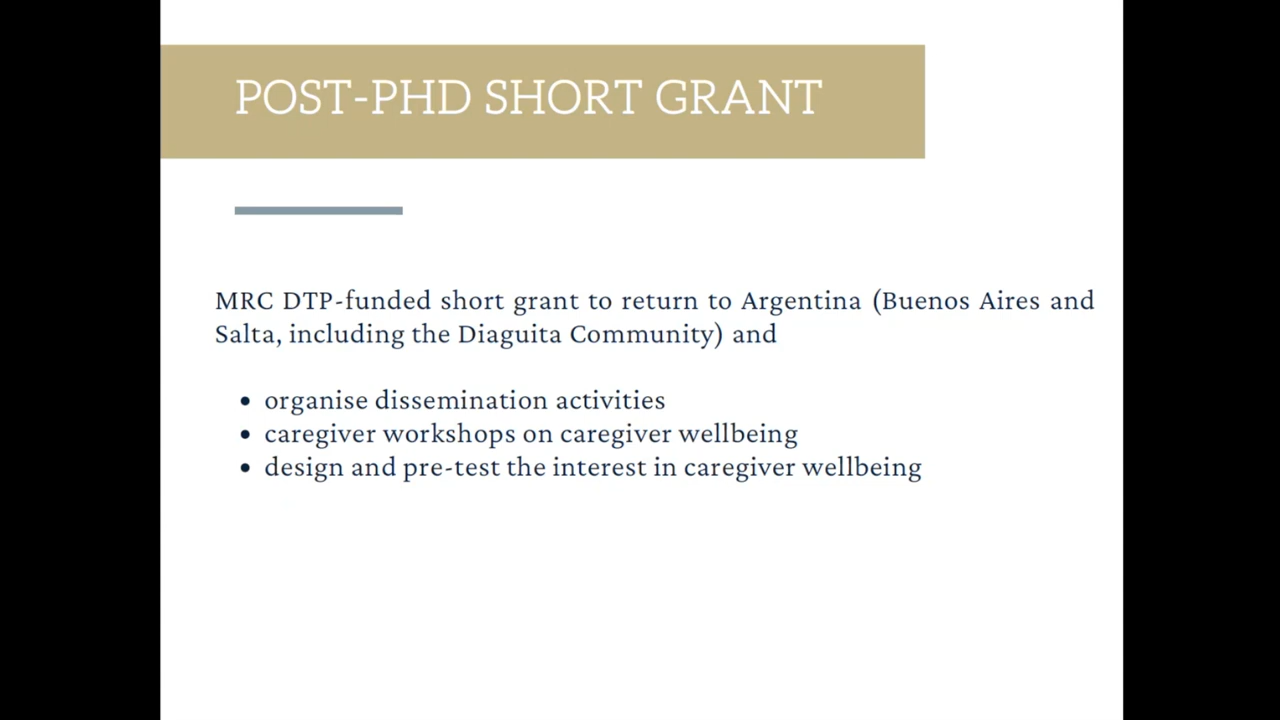 POST-PHD SHORT GRANT
MRC DTP-funded short grant to return to Argentina (Buenos Aires and
Salta, including the Diaguita Community) and
• organise dissemination activities
• caregiver workshops on caregiver wellbeing
• design and pre-test the interest in caregiver wellbeing